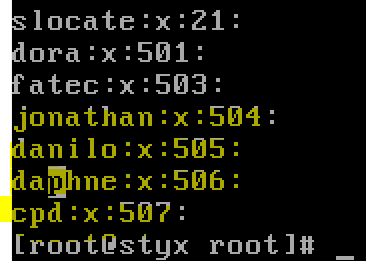 slocate:x:21:
dora:x:501:
fatec:x:503:
jonathan:x:504:
danilo:x:505:
daphne:x:506:
cpd:x:507:
[root@styx root]# _